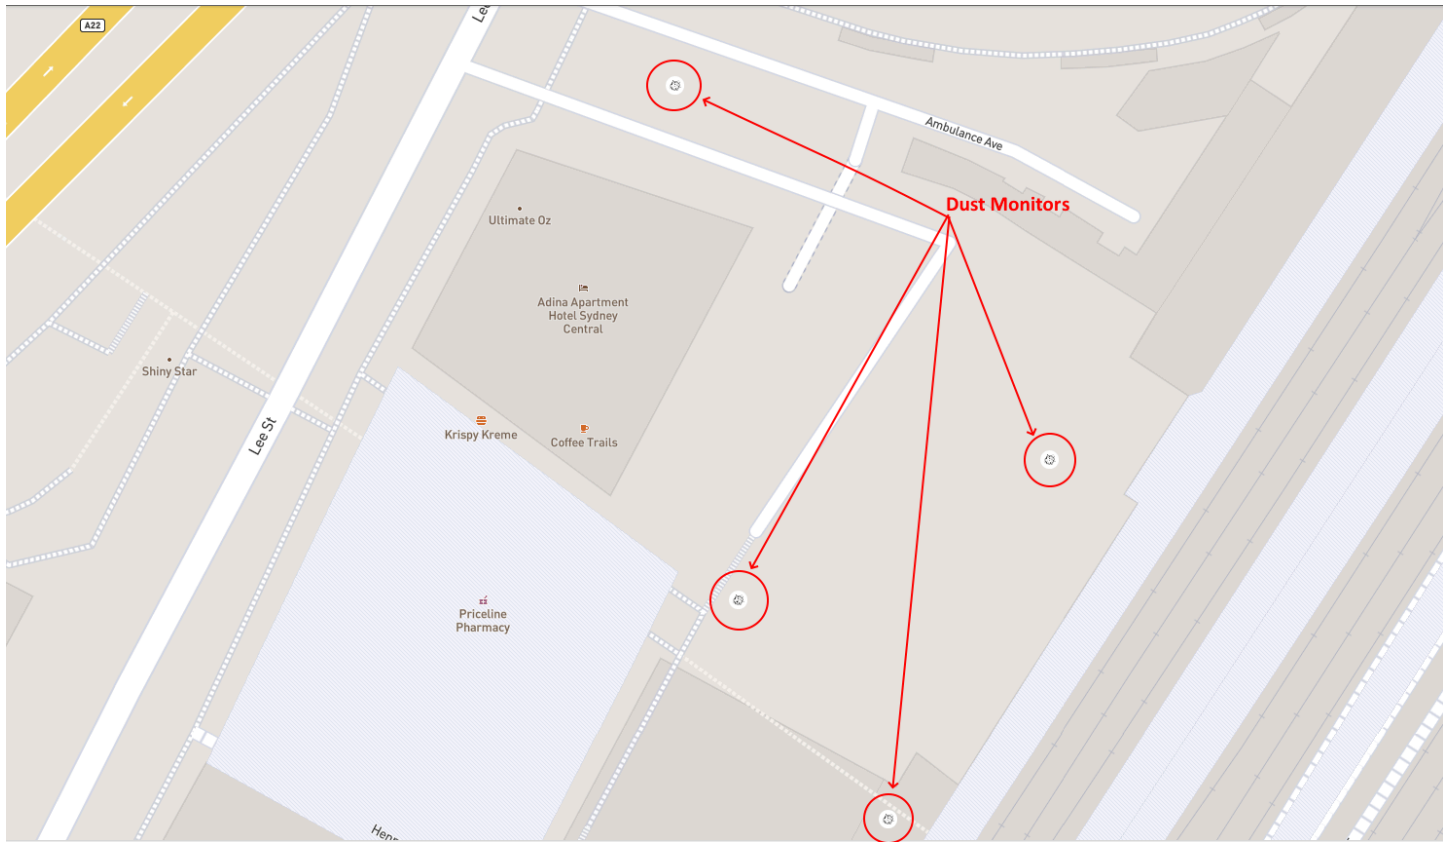 A22
Lee
Ambulance Ave
Dust Monitors
Ultimate Oz
Adina Apartment
Hotel Sydney
Central
Shiny Star
Lee St
Krispy Kreme
Coffee Trails
Priceline
Pharmacy